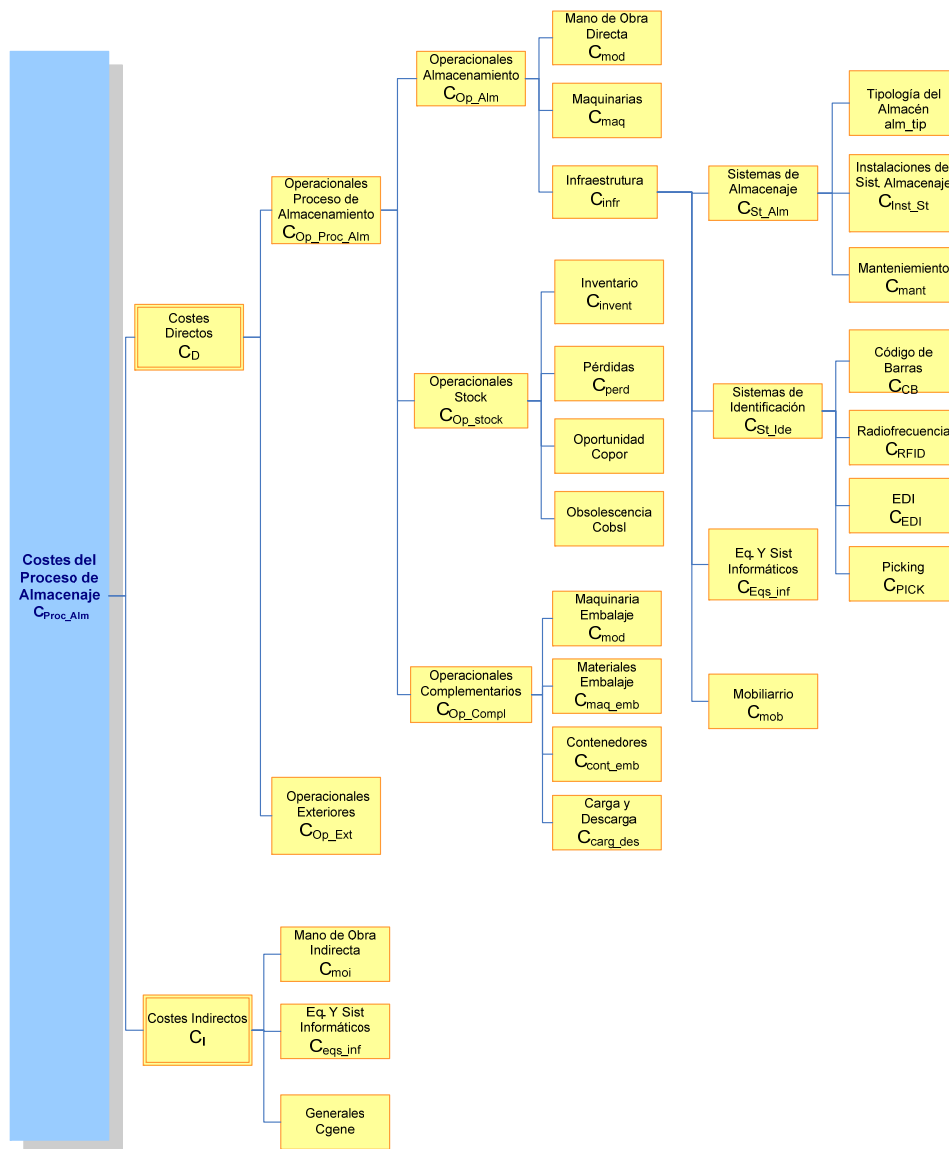 Costes del
Proceso de
Almacenaje
CProc_Alm
Costes
Directos
CD
Costes Indirectos
CI
Operacionales
Proceso de
Almacenamiento
COp_Proc_Alm
Operacionales
Exteriores
COp_Ext
Mano de Obra
Indirecta
Cmoi
Eq. Y Sist
Informáticos
Ceqs_inf
Generales
Cgene
Operacionales
Almacenamiento
COp_Alm
Operacionales
Stock
COp_stock
Operacionales
Complementarios
COp_Compl
Mano de Obra
Directa
Cmod
Maquinarias
Cmaq
Infraestrutura
Cinfr
Inventario
Cinvent
Pérdidas
Cperd
Oportunidad
Copor
Obsolescencia
Cobsl
Maquinaria
Embalaje
Cmod
Materiales
Embalaje
Cmaq_emb
Contenedores
Ccont_emb
Carga y
Descarga
Ccarg_des
Sistemas de
Almacenaje
CSt_Alm
Sistemas de
Identificación
CSt_Ide
Eq. Y Sist
Informáticos
CEqs_inf
Mobiliarrio
Cmob
Tipología del
Almacén
alm_tip
Instalaciones de
Sist. Almacenaje
CInst_St
Manteniemiento
Cmant
Código de
Barras
CCB
Radiofrecuencia
CRFID
EDI
CEDI
Picking
CPICK